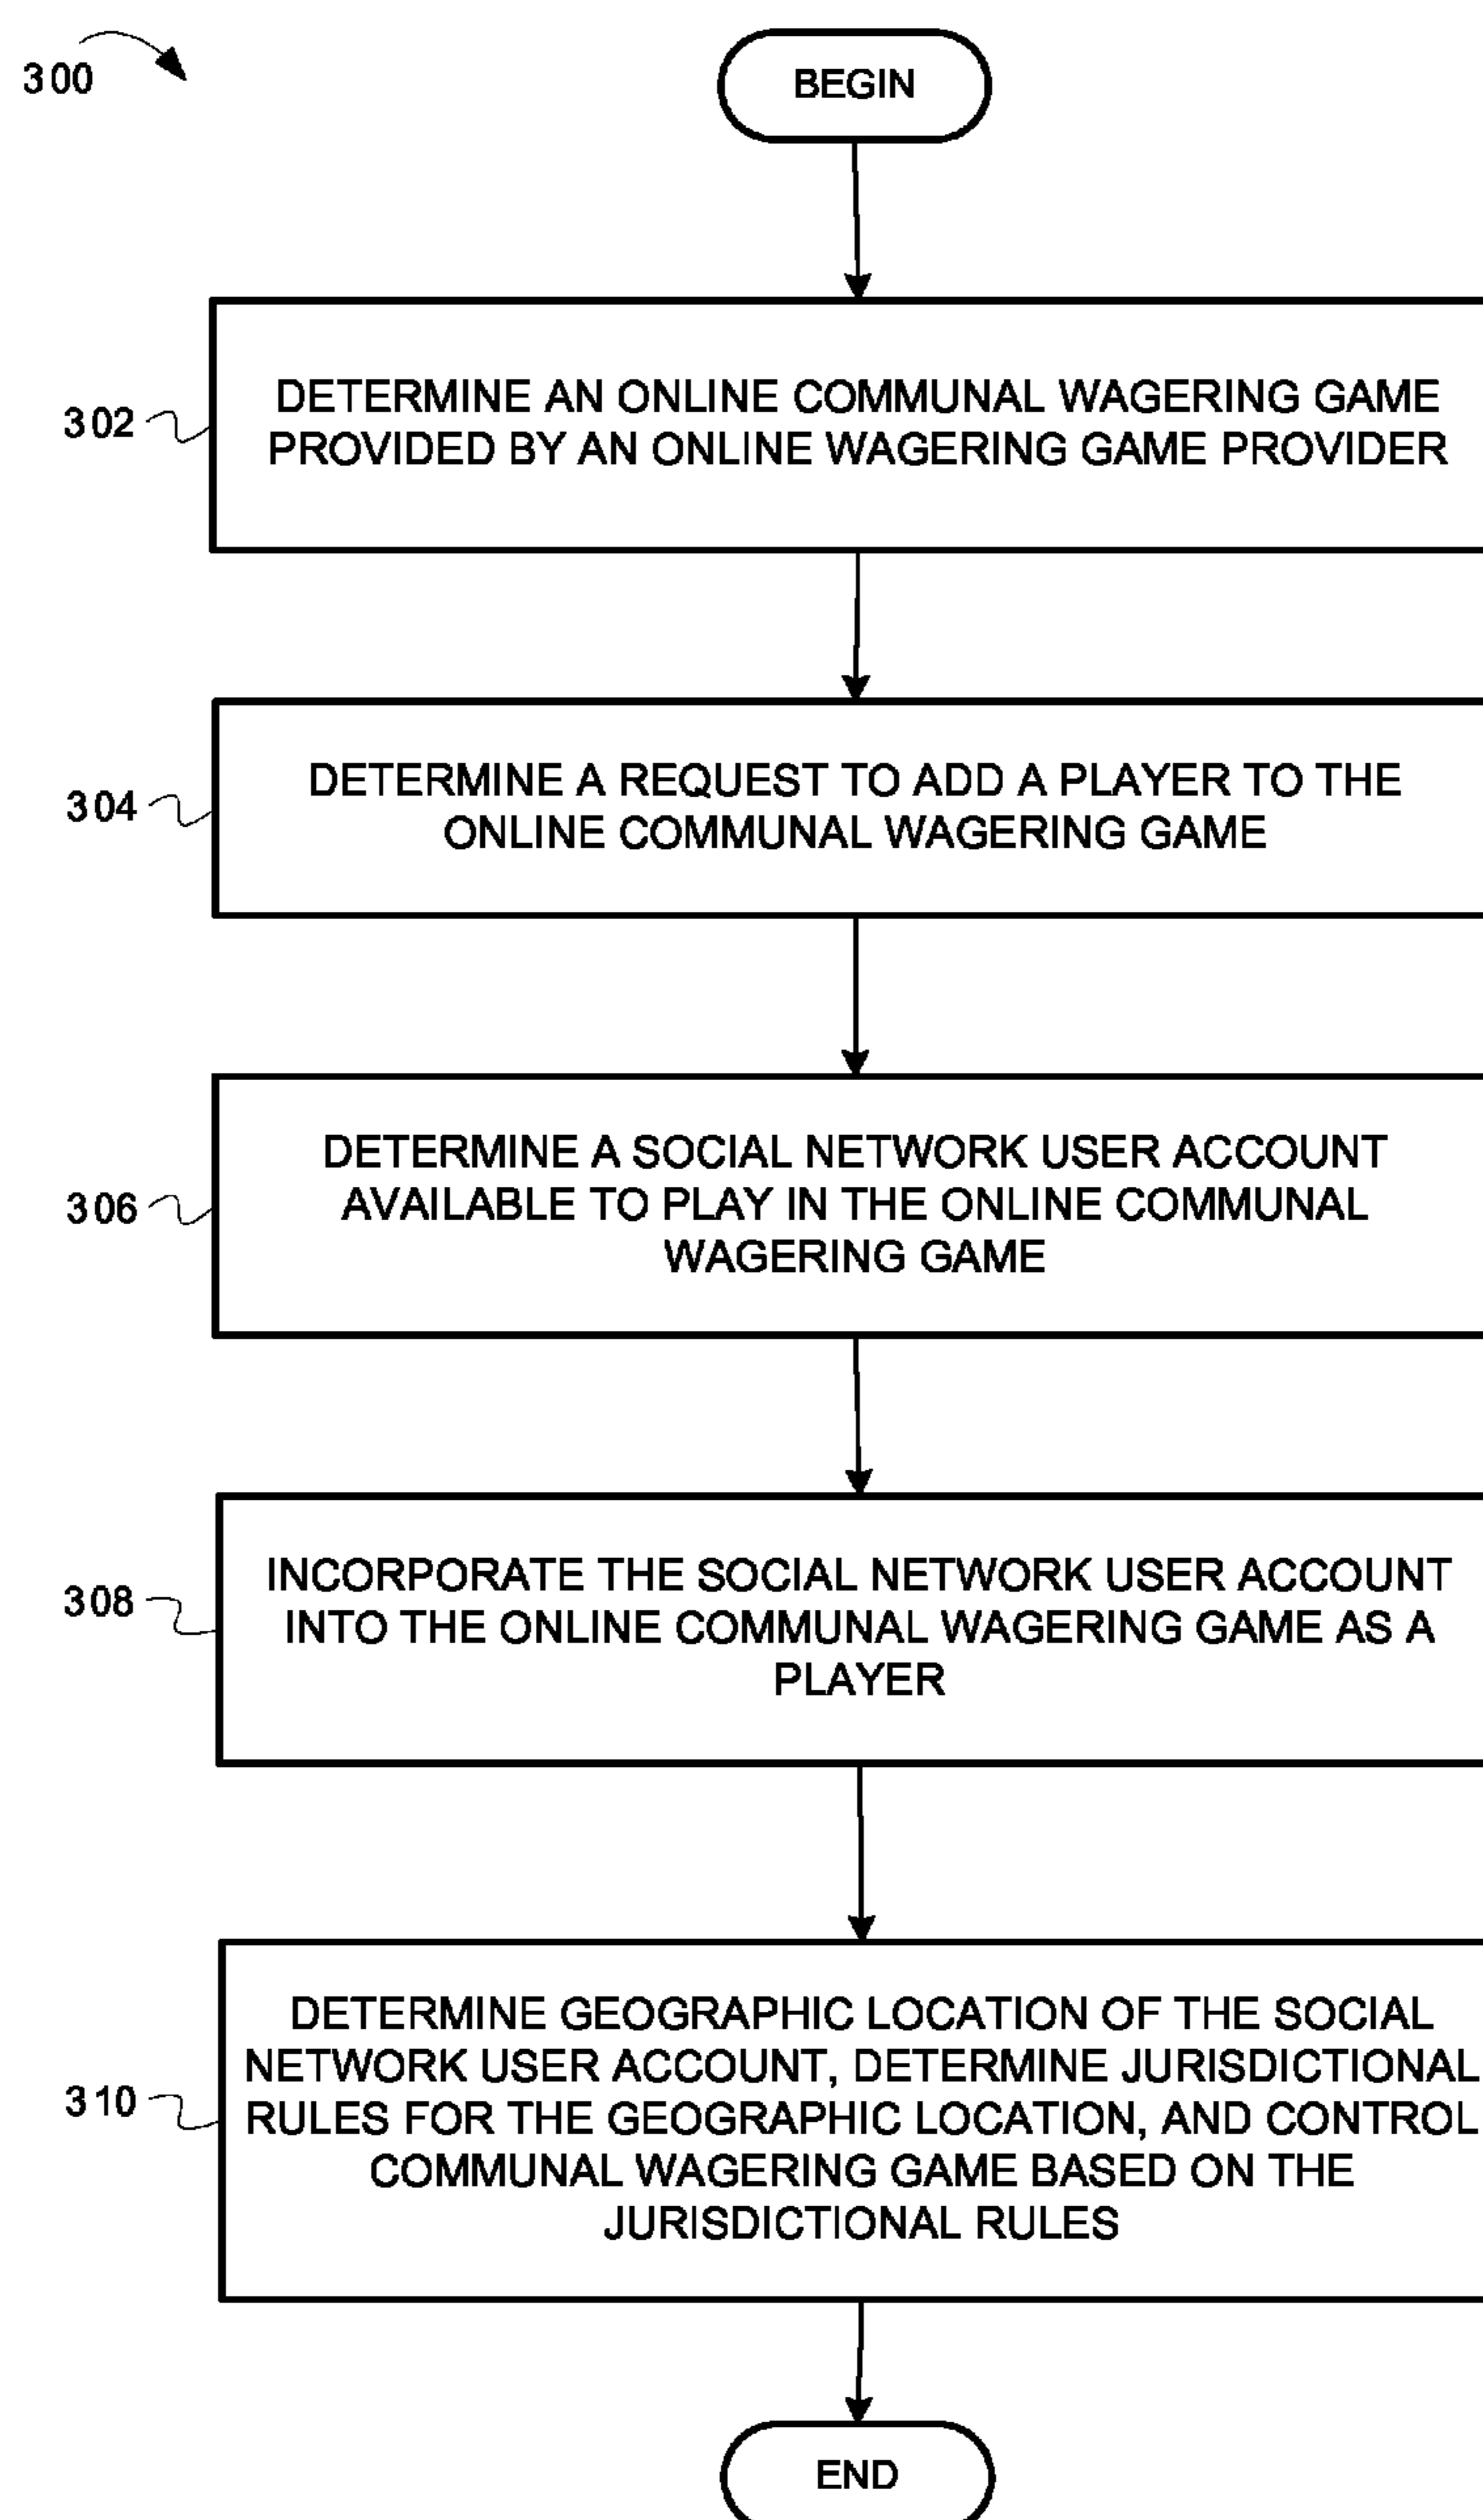 300
BEGIN
302
DETERMINE AN ONLINE COMMUNAL WAGERING GAME
PROVIDED BY AN ONLINE WAGERING GAME PROVIDER
304
DETERMINE A REQUEST TO ADD A PLAYER TO THE
ONLINE COMMUNAL WAGERING GAME
306
DETERMINE A SOCIAL NETWORK USER ACCOUNT
AVAILABLE TO PLAY IN THE ONLINE COMMUNAL
WAGERING GAME
308
INCORPORATE THE SOCIAL NETWORK USER ACCOUNT
INTO THE ONLINE COMMUNAL WAGERING GAME AS A
PLAYER
310
DETERMINE GEOGRAPHIC LOCATION OF THE SOCIAL
NETWORK USER ACCOUNT, DETERMINE JURISDICTIONAL
RULES FOR THE GEOGRAPHIC LOCATION, AND CONTROL
COMMUNAL WAGERING GAME BASED ON THE
JURISDICTIONAL RULES
END